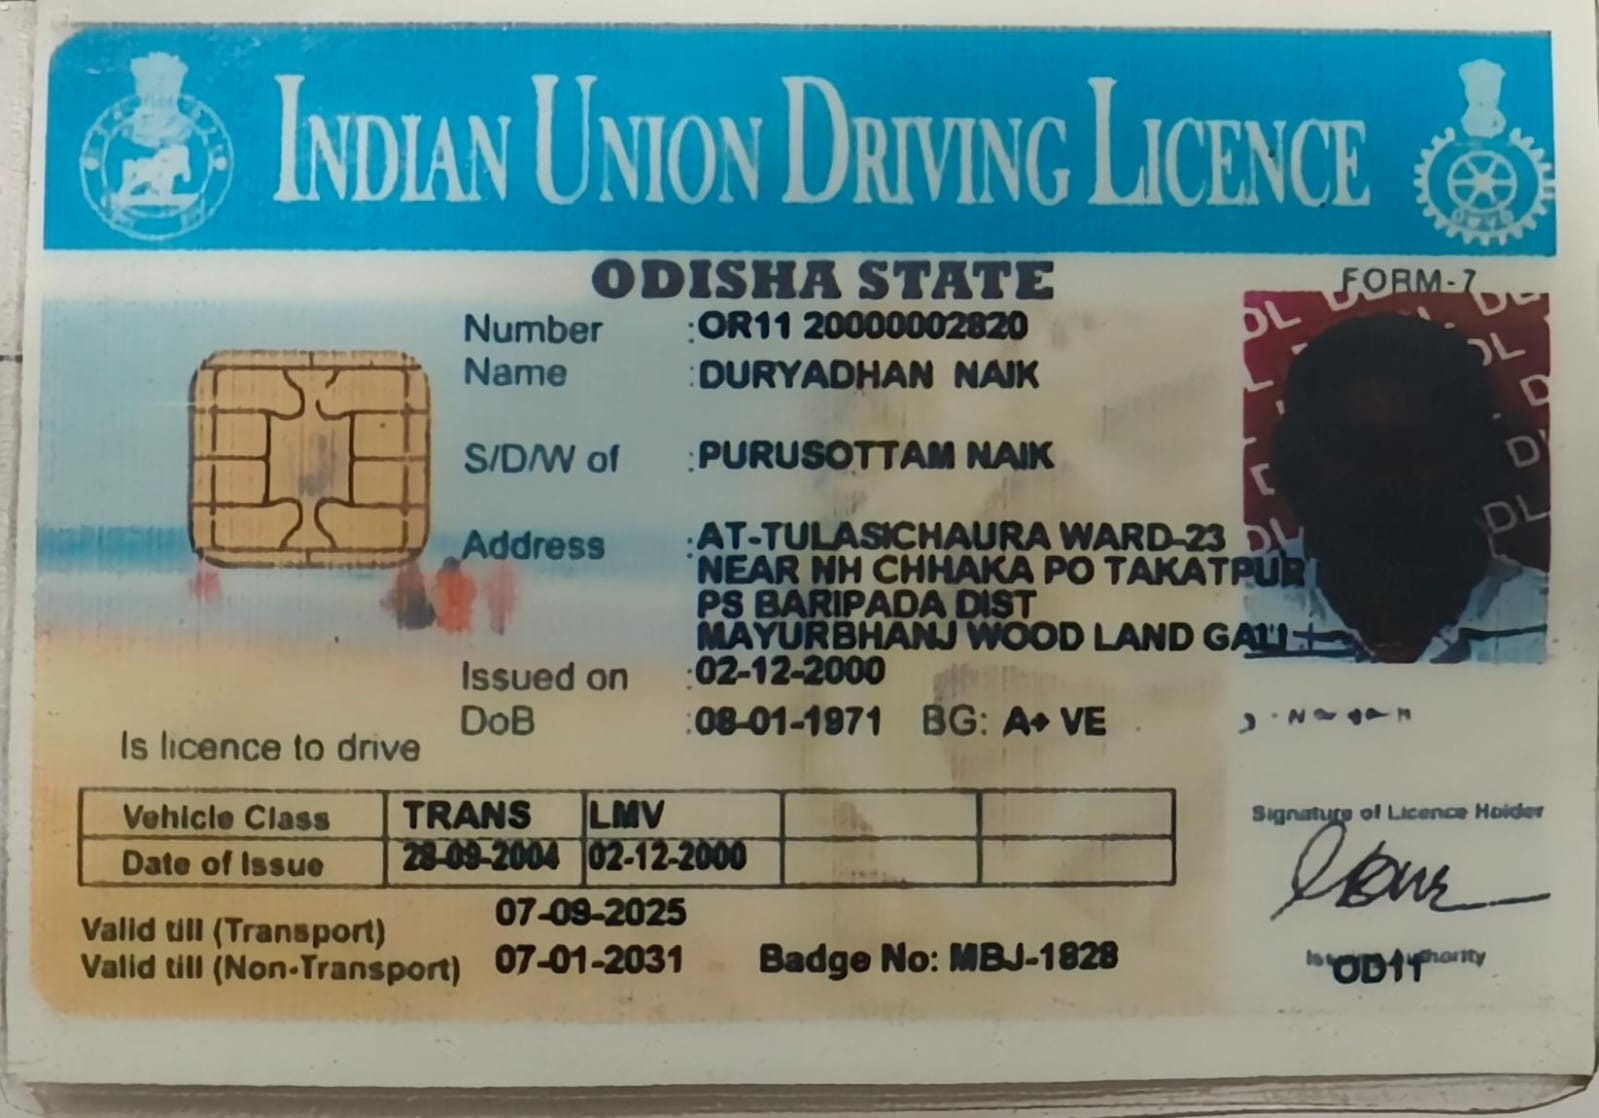 INDIAN UNION DRIVING LICENCE
ODISHA STATE
FORM-7
Number :OR11 20000002820
Name :DURYADHAN NAIK
S/D/W of :PURUSOTTAM NAIK
Address :AT-TULASICHAURA WARD-23
NEAR NH CHHAKA PO TAKATPUR
PS BARIPADA DIST
MAYURBHANJ WOOD LAND GALI
Issued on :02-12-2000
DoB :08-01-1971 BG: A+ VE
Is licence to drive
Vehicle Class TRANS LMV
Date of Issue 28-09-2004 02-12-2000
Signature of Licence Holder
Valid till (Transport) 07-09-2025
Valid till (Non-Transport) 07-01-2031 Badge No: MBJ-1828
Issuing Authority
OD11